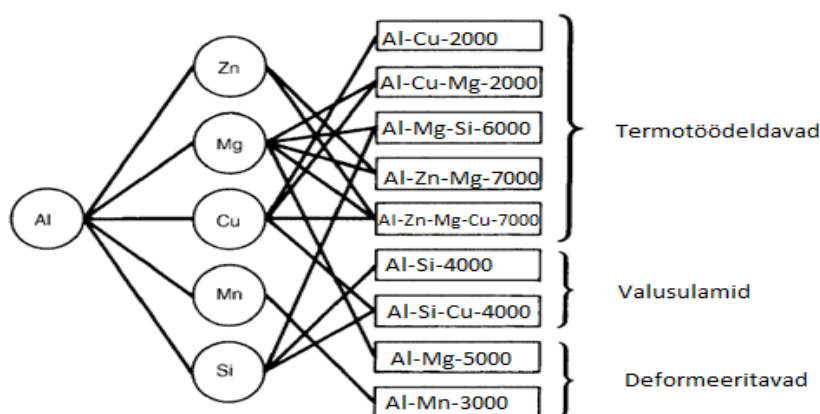 Al
Zn
Mg
Cu
Mn
Si
Al-Cu-2000
Al-Cu-Mg-2000
Al-Mg-Si-6000
Al-Zn-Mg-7000
Al-Zn-Mg-Cu-7000
Al-Si-4000
Al-Si-Cu-4000
Al-Mg-5000
Al-Mn-3000
Termotöödeldavad
Valusulamid
Deformeeritavad